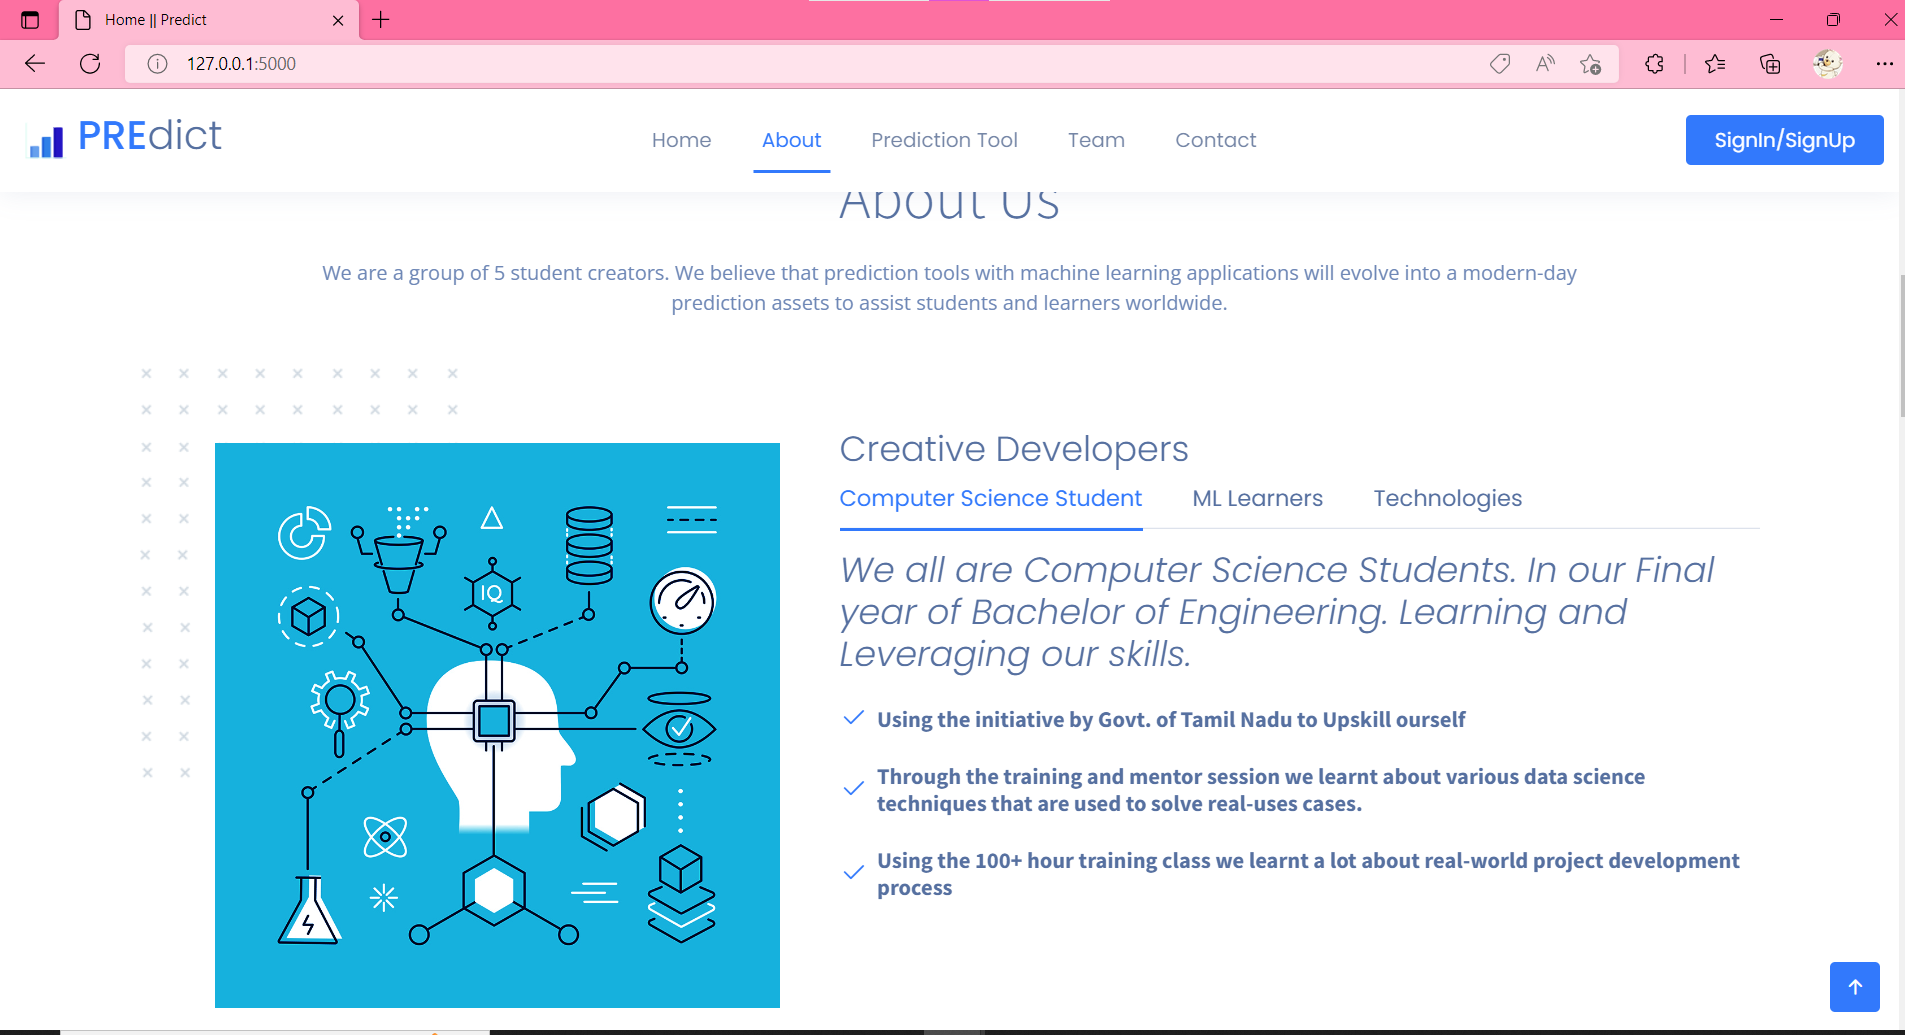 Home || Predict
127.0.0.1:5000
PREdict
Home
About
Prediction Tool
Team
Contact
SignIn/SignUp
About Us
We are a group of 5 student creators. We believe that prediction tools with machine learning applications will evolve into a modern-day
prediction assets to assist students and learners worldwide.
IQ
Creative Developers
Computer Science Student
ML Learners
Technologies
We all are Computer Science Students. In our Final
year of Bachelor of Engineering. Learning and
Leveraging our skills.
Using the initiative by Govt. of Tamil Nadu to Upskill ourself
Through the training and mentor session we learnt about various data science
techniques that are used to solve real-uses cases.
Using the 100+ hour training class we learnt a lot about real-world project development
process